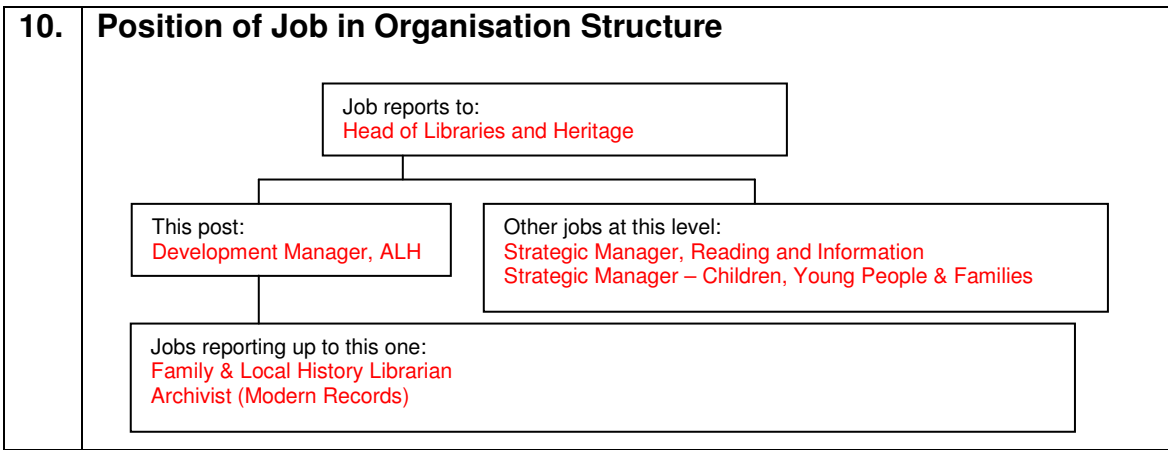 10. Position of Job in Organisation Structure
Job reports to:
Head of Libraries and Heritage
This post:
Development Manager, ALH
Other jobs at this level:
Strategic Manager, Reading and Information
Strategic Manager – Children, Young People & Families
Jobs reporting up to this one:
Family & Local History Librarian
Archivist (Modern Records)